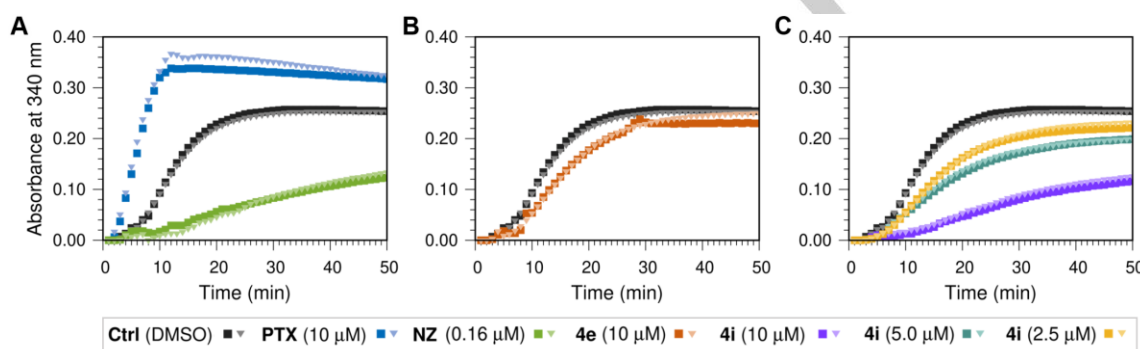 A B C
Absorbance at 340 nm
0.40 0.40 0.40
0.30 0.30 0.30
0.20 0.20 0.20
0.10 0.10 0.10
0.00 0.00 0.00
0 10 20 30 40 50 0 10 20 30 40 50 0 10 20 30 40 50
Time (min) Time (min) Time (min)
Ctrl (DMSO) PTX (10 μM) NZ (0.16 μM) 4e (10 μM) 4i (10 μM) 4i (5.0 μM) 4i (2.5 μM)